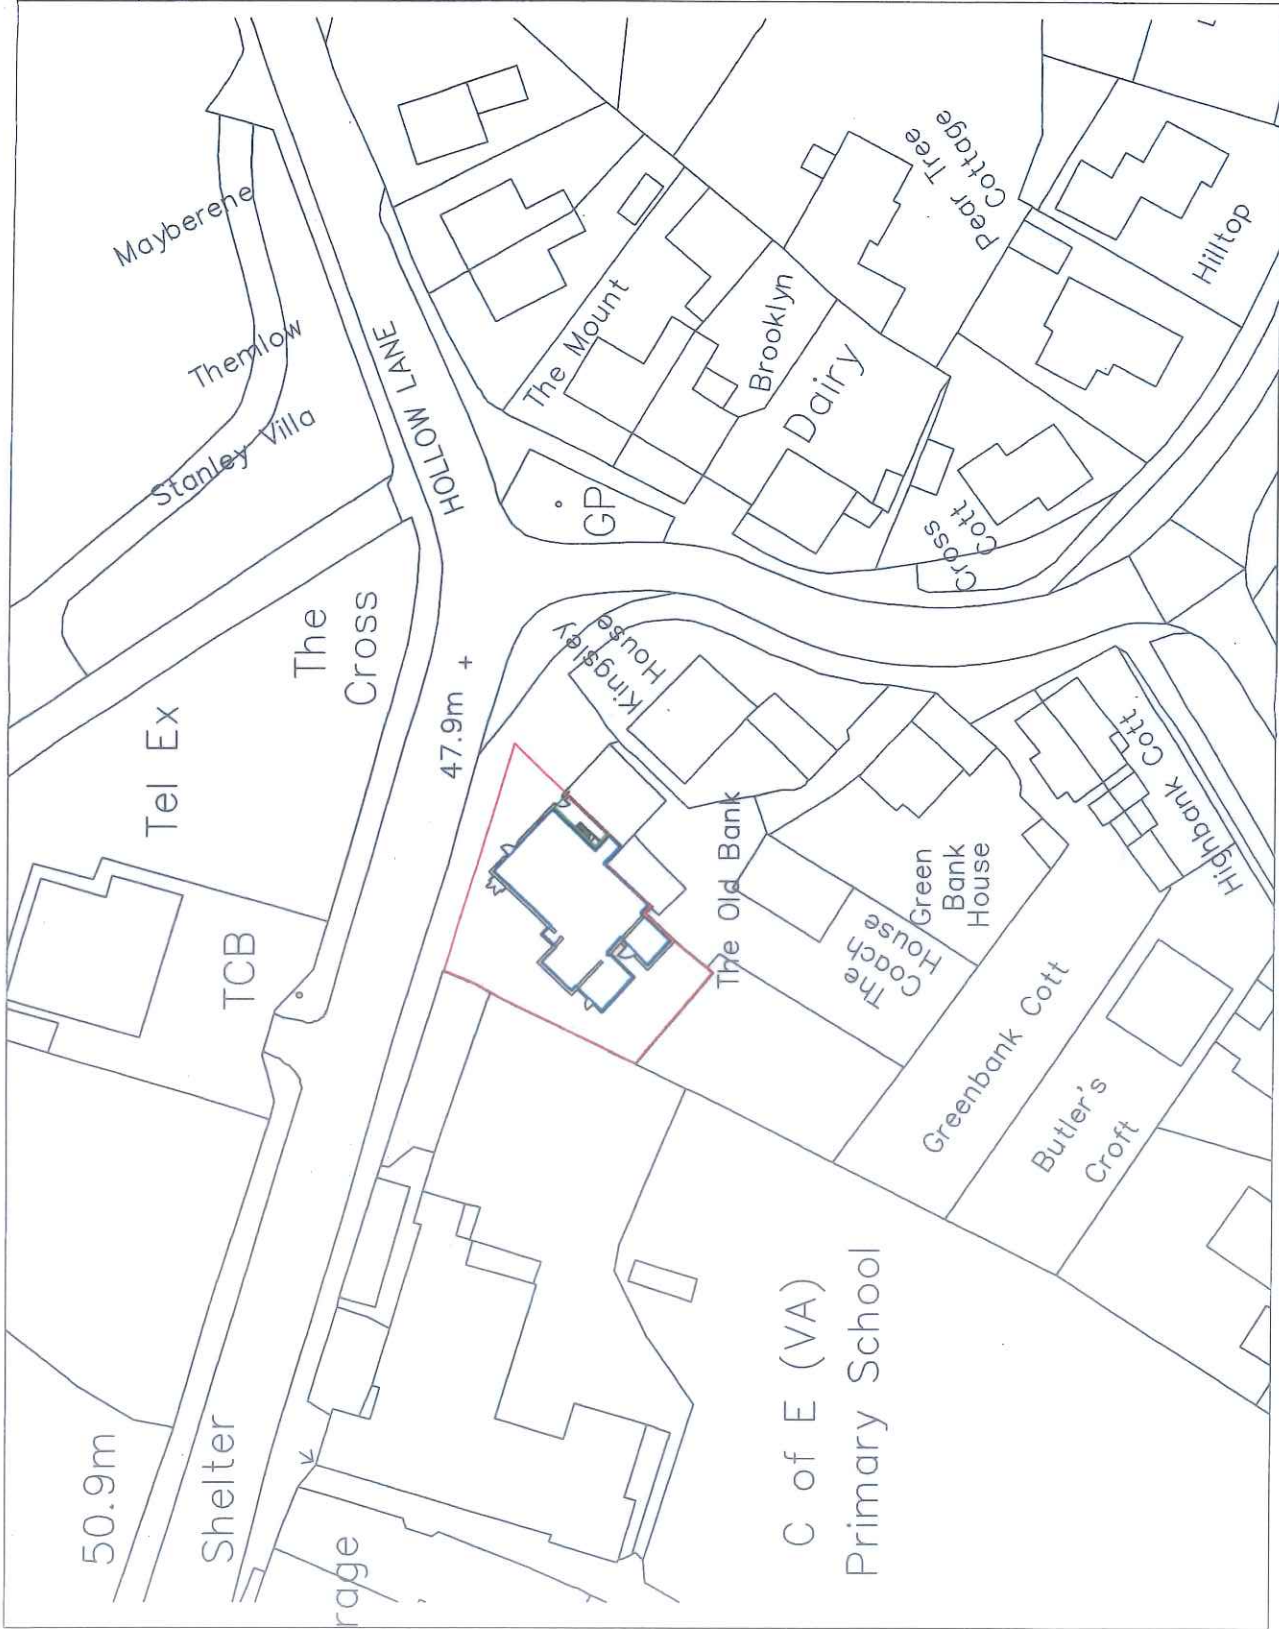 50.9m
Shelter
rage
TCB
Tel Ex
The
Cross
Stanley Villa
Themlow
Mayberene
HOLLOW LANE
47.9m
GP
The Mount
Brooklyn
Dairy
Pear Tree
Cottage
Hilltop
Cross
Cott
Kingsley
House
The Old Bank
The
Coach
House
Green
Bank
House
Highbank Cott
Greenbank Cott
Butler's
Croft
C of E (VA)
Primary School